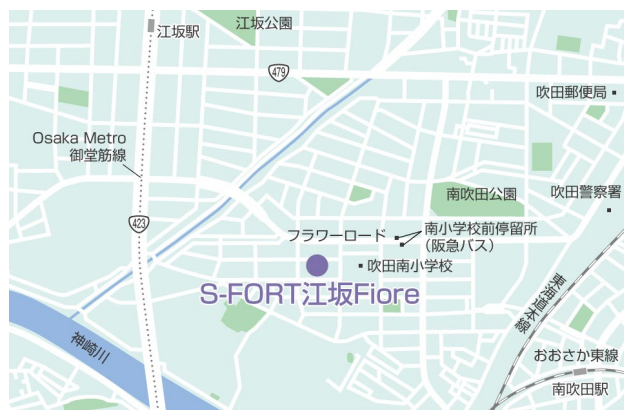 江坂駅
江坂公園
479
吹田郵便局
Osaka Metro
御堂筋線
南吹田公園
吹田警察署
423
フラワーロード
南小学校前停留所
(阪急バス)
吹田南小学校
S-FORT江坂Fiore
東海道本線
神崎川
おおさか東線
南吹田駅